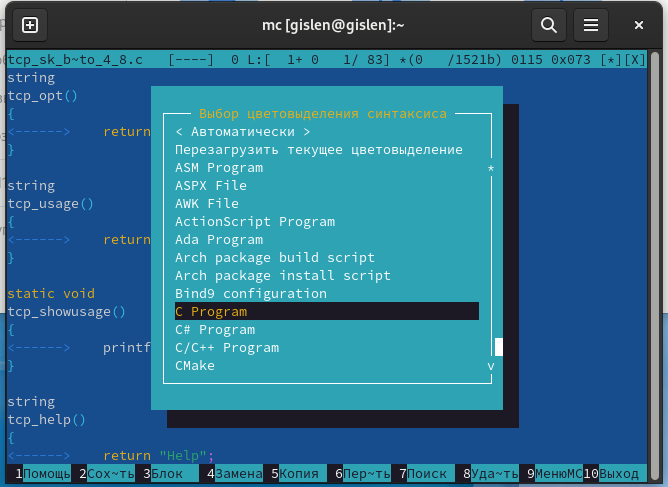 mc [gislen@gislen]:~
tcp_sk_b~to_4_8.c [----] 0 L:[ 1+ 0 1/ 83] *(0 /1521b) 0115 0x073 [*][X]
string
tcp_opt()
{
<------> return
}
string
tcp_usage()
{
<------> return
}
static void
tcp_showusage()
{
<------> printf
}
string
tcp_help()
{
<------> return "Help";
Выбор цветовыделения синтаксиса
< Автоматически >
Перезагрузить текущее цветовыделение
ASM Program
ASPX File
AWK File
ActionScript Program
Ada Program
Arch package build script
Arch package install script
Bind9 configuration
C Program
C# Program
C/C++ Program
CMake
1Помощь 2Сох~ть 3Блок 4Замена 5Копия 6Пер~ть 7Поиск 8Уда~ть 9МенюMC 10Выход